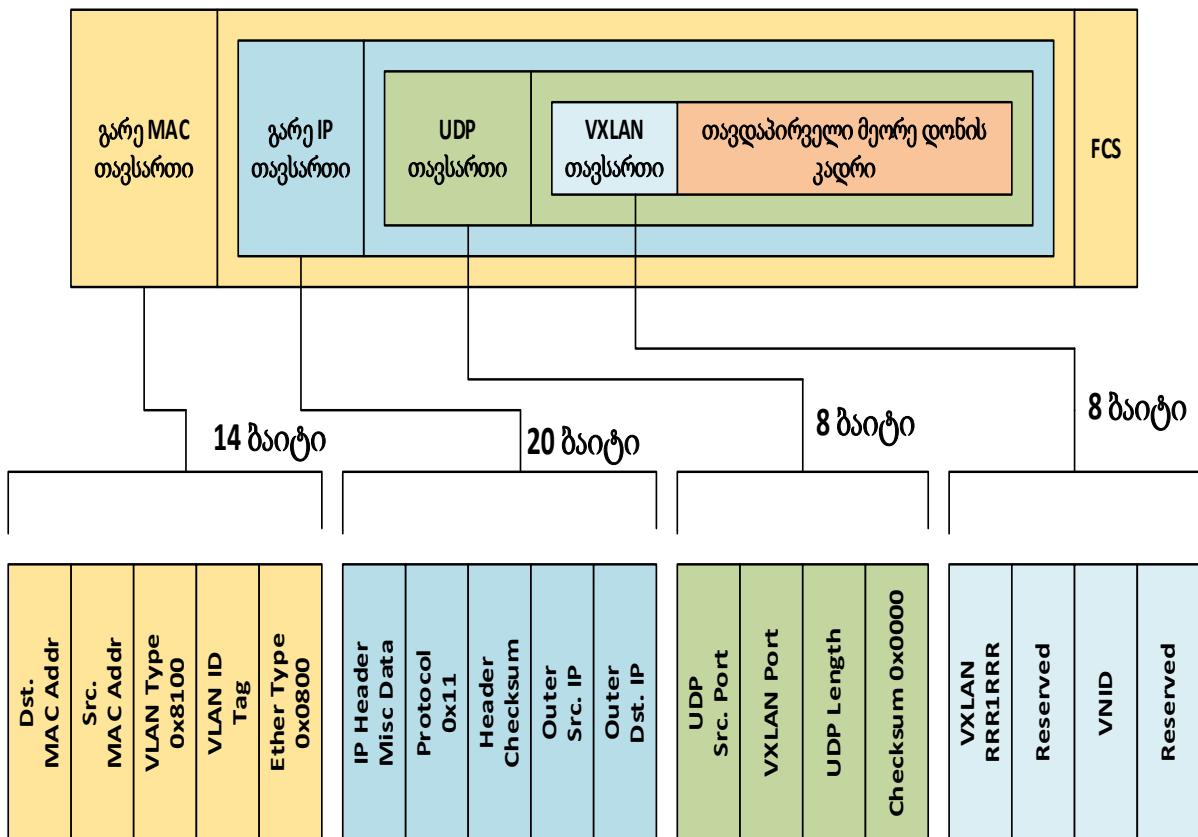 გარე MAC
თავსართი
გარე IP
თავსართი
UDP
თავსართი
VXLAN
თავსართი
თავდაპირველი მეორე დონის
კადრი
FCS
14 ბაიტი
20 ბაიტი
8 ბაიტი
8 ბაიტი
Dst.
MAC Addr
Src.
MAC Addr
VLAN Type
0x8100
VLAN ID
Tag
Ether Type
0x0800
IP Header
Misc Data
Protocol
0x11
Header
Checksum
Outer
Src. IP
Outer
Dst. IP
UDP
Src. Port
VXLAN Port
UDP Length
Checksum 0x0000
VXLAN
RRR1RRR
Reserved
VNID
Reserved